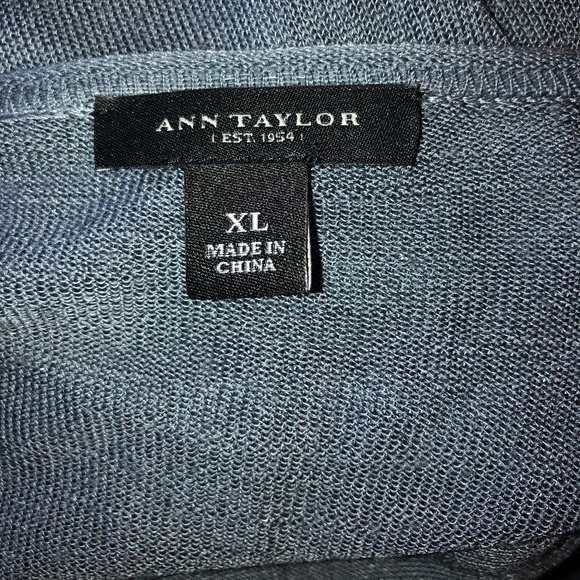 ANN TAYLOR
| EST. 1954 |
XL
MADE IN
CHINA